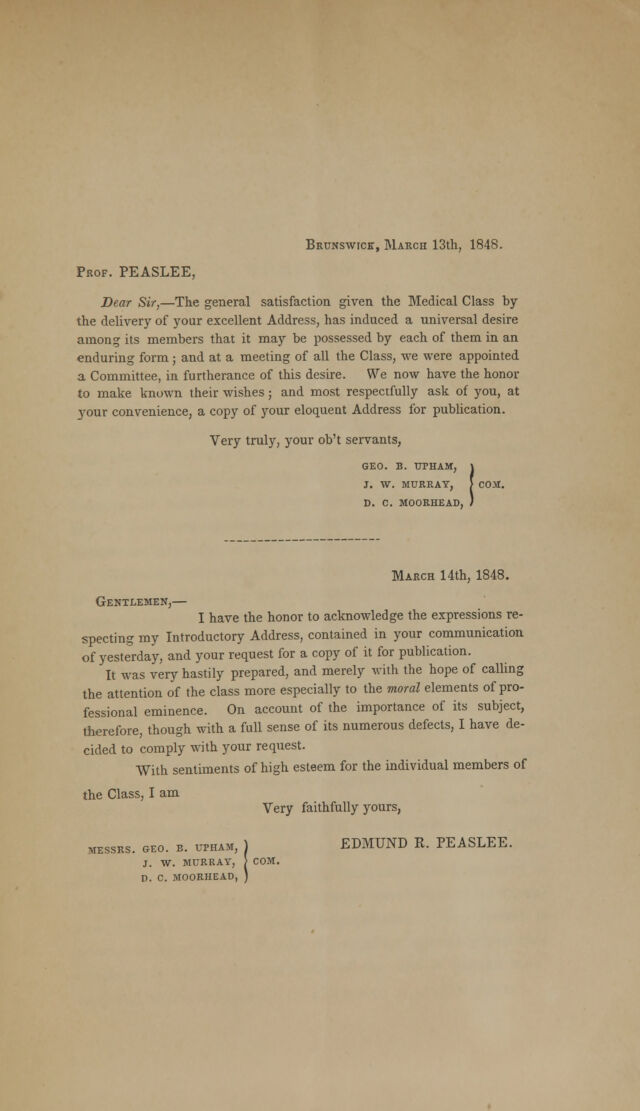 Brunswick, March 13th, 1848.
Prof. PEASLEE,
Dear Sir,—The general satisfaction given the Medical Class by
the delivery of your excellent Address, has induced a universal desire
among its members that it may be possessed by each of them in an
enduring form; and at a meeting of all the Class, we were appointed
a Committee, in furtherance of this desire. We now have the honor
to make known their wishes; and most respectfully ask of you, at
your convenience, a copy of your eloquent Address for publication.
Very truly, your ob't servants,
GEO. B. UPHAM,
J. W. MURRAY, } COM.
D. C. MOORHEAD,
March 14th, 1848.
Gentlemen,—
I have the honor to acknowledge the expressions re-
specting my Introductory Address, contained in your communication
of yesterday, and your request for a copy of it for publication.
It was very hastily prepared, and merely with the hope of calling
the attention of the class more especially to the moral elements of pro-
fessional eminence. On account of the importance of its subject,
therefore, though with a full sense of its numerous defects, I have de-
cided to comply with your request.
With sentiments of high esteem for the individual members of
the Class, I am
Very faithfully yours,
EDMUND R. PEASLEE.
MESSRS. GEO. B. UPHAM,
J. W. MURRAY, } COM.
D. C. MOORHEAD,